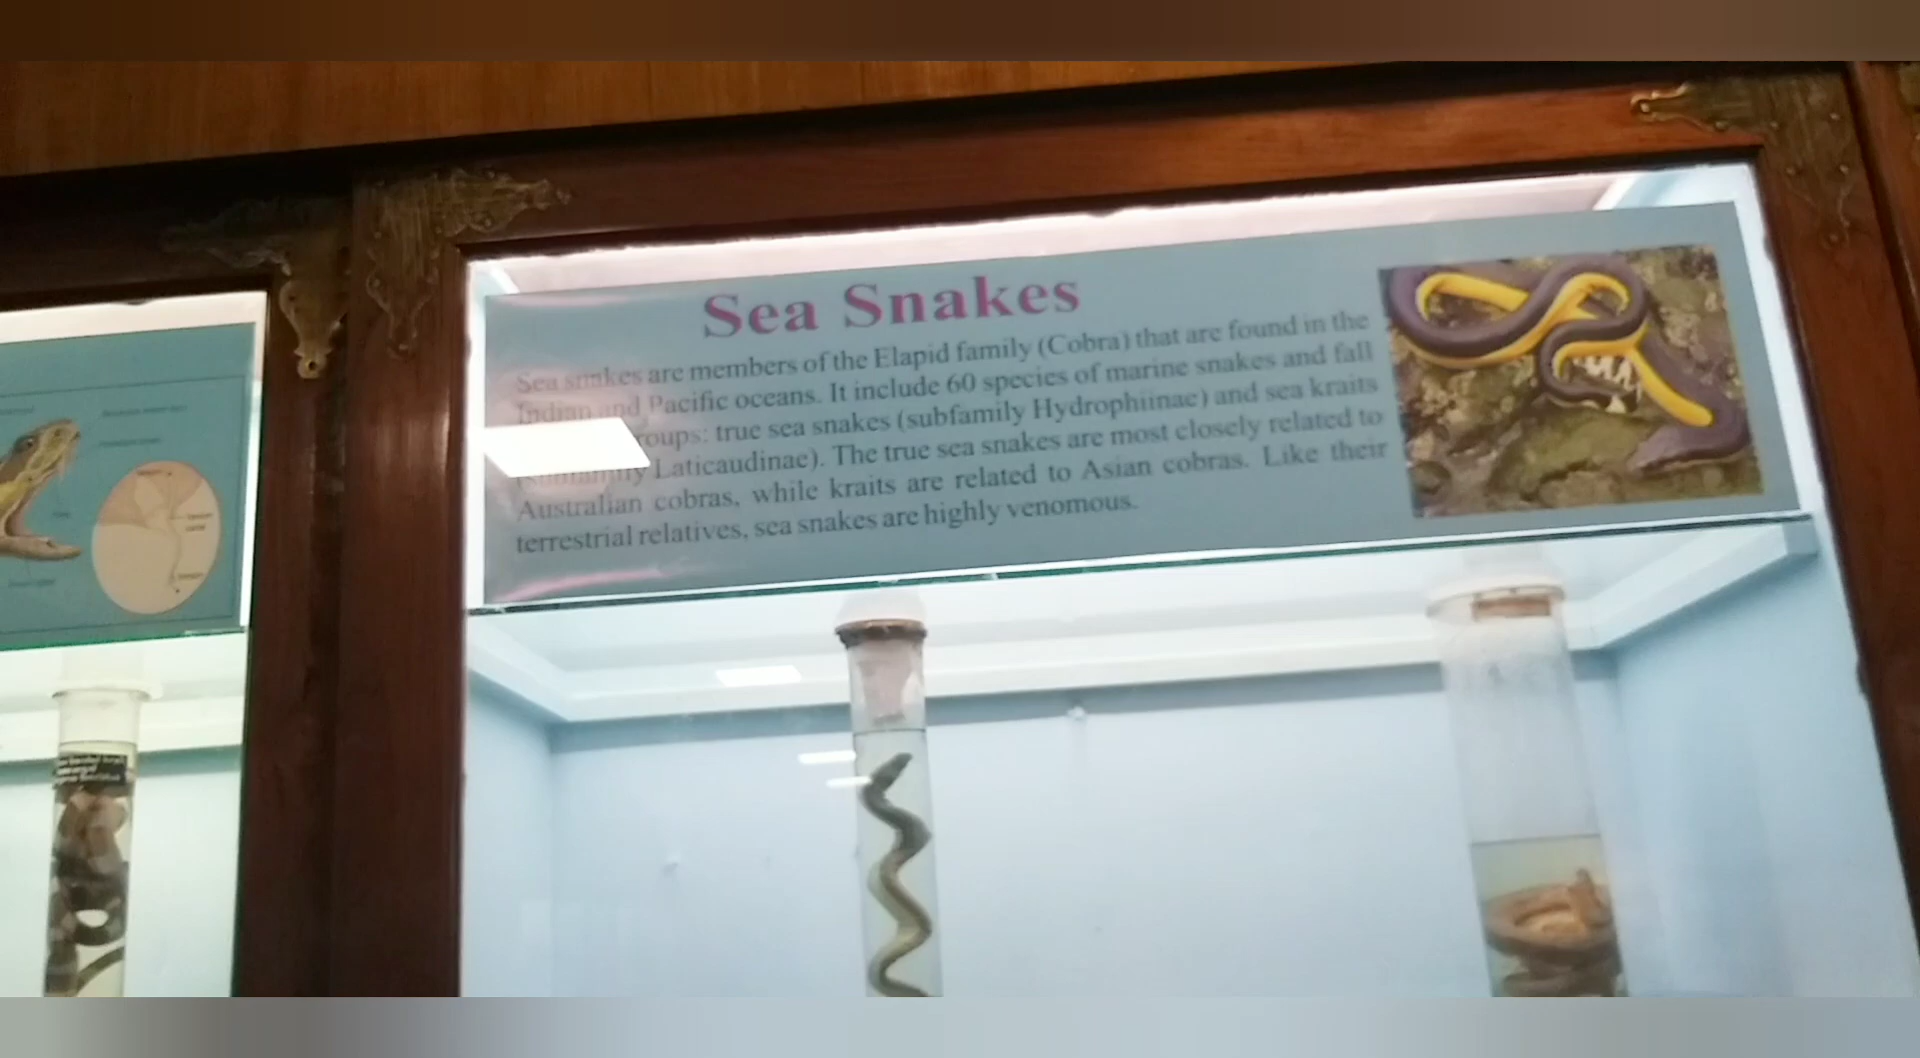 Sea Snakes
Sea snakes are members of the Elapid family (Cobra) that are found in the
Indian and Pacific oceans. It include 60 species of marine snakes and fall
roups: true sea snakes (subfamily Hydrophiinae) and sea kraits
Laticaudinae). The true sea snakes are most closely related to
Australian cobras, while kraits are related to Asian cobras. Like their
terrestrial relatives, sea snakes are highly venomous.